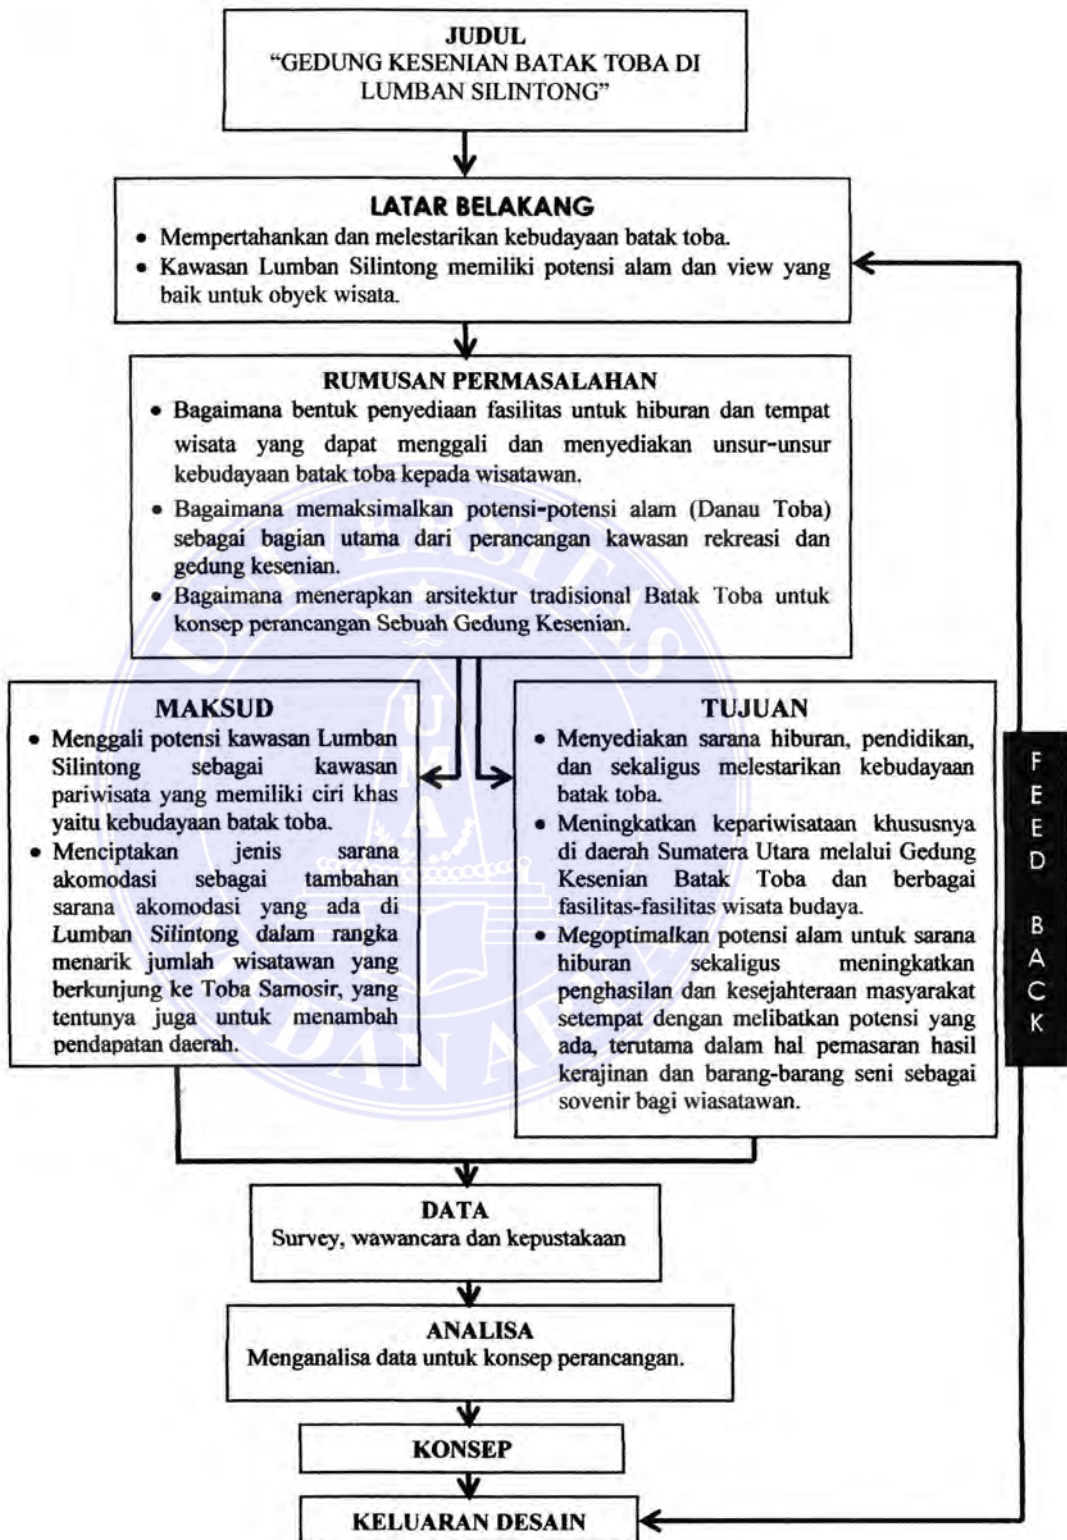 JUDUL
“GEDUNG KESENIAN BATAK TOBA DI
LUMBAN SILINTONG”
LATAR BELAKANG
• Mempertahankan dan melestarikan kebudayaan batak toba.
• Kawasan Lumban Silintong memiliki potensi alam dan view yang
baik untuk obyek wisata.
RUMUSAN PERMASALAHAN
• Bagaimana bentuk penyediaan fasilitas untuk hiburan dan tempat
wisata yang dapat menggali dan menyediakan unsur-unsur
kebudayaan batak toba kepada wisatawan.
• Bagaimana memaksimalkan potensi-potensi alam (Danau Toba)
sebagai bagian utama dari perancangan kawasan rekreasi dan
gedung kesenian.
• Bagaimana menerapkan arsitektur tradisional Batak Toba untuk
konsep perancangan Sebuah Gedung Kesenian.
MAKSUD
• Menggali potensi kawasan Lumban
Silintong sebagai kawasan
pariwisata yang memiliki ciri khas
yaitu kebudayaan batak toba.
• Menciptakan jenis sarana
akomodasi sebagai tambahan
sarana akomodasi yang ada di
Lumban Silintong dalam rangka
menarik jumlah wisatawan yang
berkunjung ke Toba Samosir, yang
tentunya juga untuk menambah
pendapatan daerah.
TUJUAN
• Menyediakan sarana hiburan, pendidikan,
dan sekaligus melestarikan kebudayaan
batak toba.
• Meningkatkan kepariwisataan khususnya
di daerah Sumatera Utara melalui Gedung
Kesenian Batak Toba dan berbagai
fasilitas-fasilitas wisata budaya.
• Megoptimalkan potensi alam untuk sarana
hiburan sekaligus meningkatkan
penghasilan dan kesejahteraan masyarakat
setempat dengan melibatkan potensi yang
ada, terutama dalam hal pemasaran hasil
kerajinan dan barang-barang seni sebagai
sovenir bagi wiasatawan.
FEED BACK
DATA
Survey, wawancara dan kepustakaan
ANALISA
Menganalisa data untuk konsep perancangan.
KONSEP
KELUARAN DESAIN
UNIVERSITAS
UMA